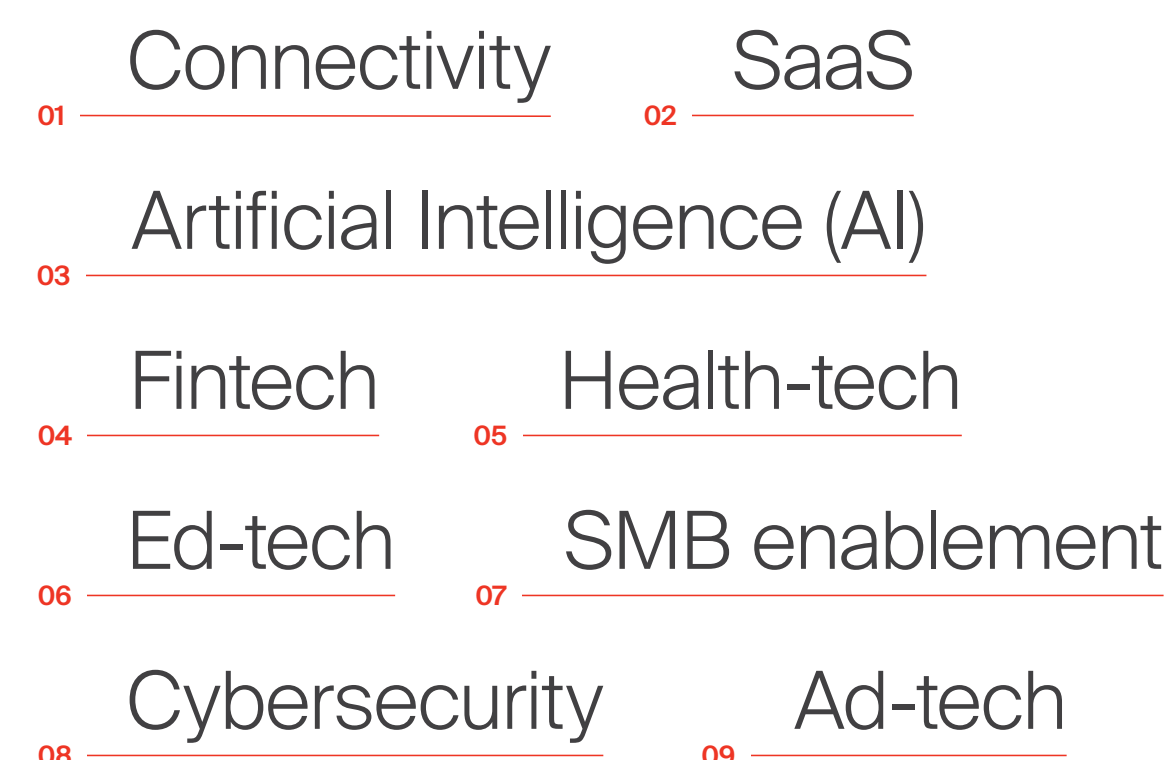 Connectivity
01
SaaS
02
Artificial Intelligence (AI)
03
Fintech
04
Health-tech
05
Ed-tech
06
SMB enablement
07
Cybersecurity
08
Ad-tech
09